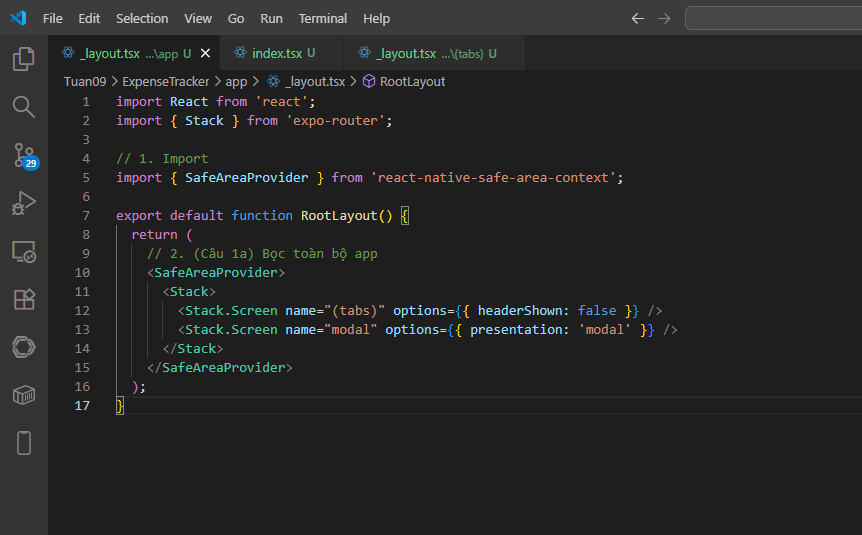 File Edit Selection View Go Run Terminal Help
_layout.tsx ...\app U index.tsx U _layout.tsx ...\(tabs) U
Tuan09 > ExpenseTracker > app > _layout.tsx > RootLayout
1 import React from 'react';
2 import { Stack } from 'expo-router';
3
4 // 1. Import
5 import { SafeAreaProvider } from 'react-native-safe-area-context';
6
7 export default function RootLayout() {
8 return (
9 // 2. (Câu 1a) Bọc toàn bộ app
10 <SafeAreaProvider>
11 <Stack>
12 <Stack.Screen name="(tabs)" options={{ headerShown: false }} />
13 <Stack.Screen name="modal" options={{ presentation: 'modal' }} />
14 </Stack>
15 </SafeAreaProvider>
16 );
17 }
29